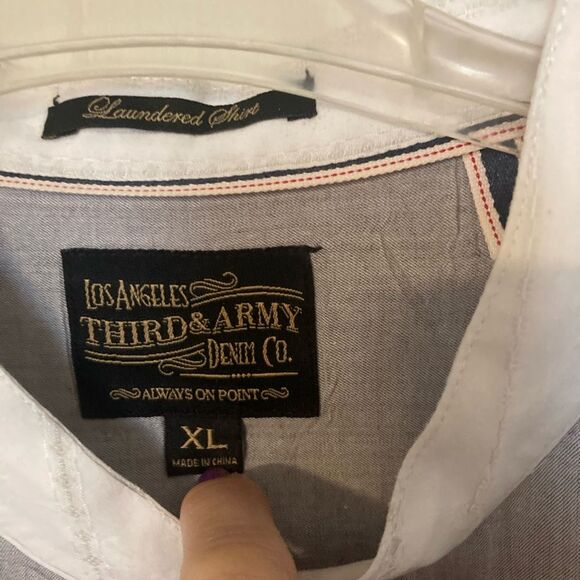 Laundered Shirt
LOS ANGELES
THIRD & ARMY
DENIM CO.
ALWAYS ON POINT
XL
MADE IN CHINA